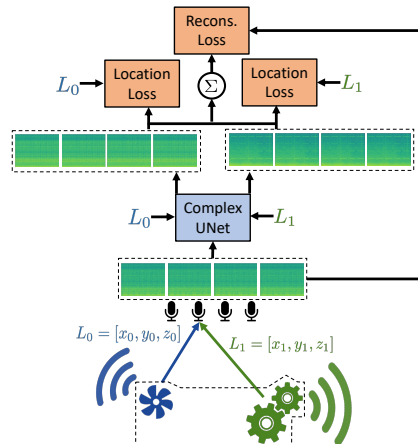 Recons.
Loss
L₀
Location
Loss
Σ
Location
Loss
L₁
L₀
Complex
UNet
L₁
L₀ = [x₀, y₀, z₀]
L₁ = [x₁, y₁, z₁]